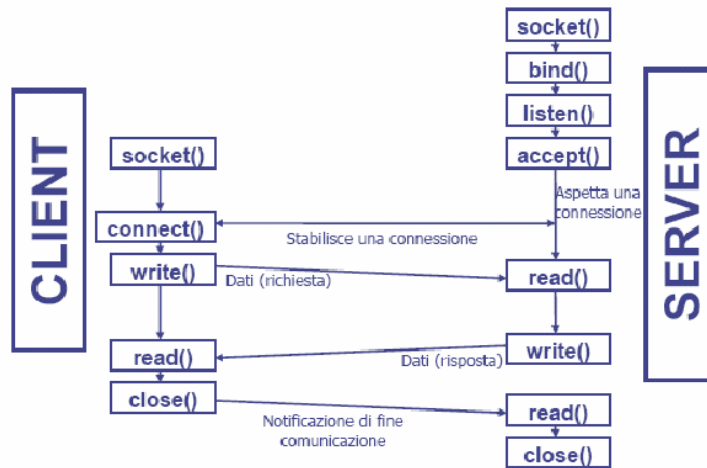 socket()
bind()
listen()
accept()
Aspetta una
connessione
SERVER
CLIENT
socket()
connect()
Stabilisce una connessione
write()
Dati (richiesta)
read()
read()
Dati (risposta)
write()
close()
Notificazione di fine
comunicazione
read()
close()